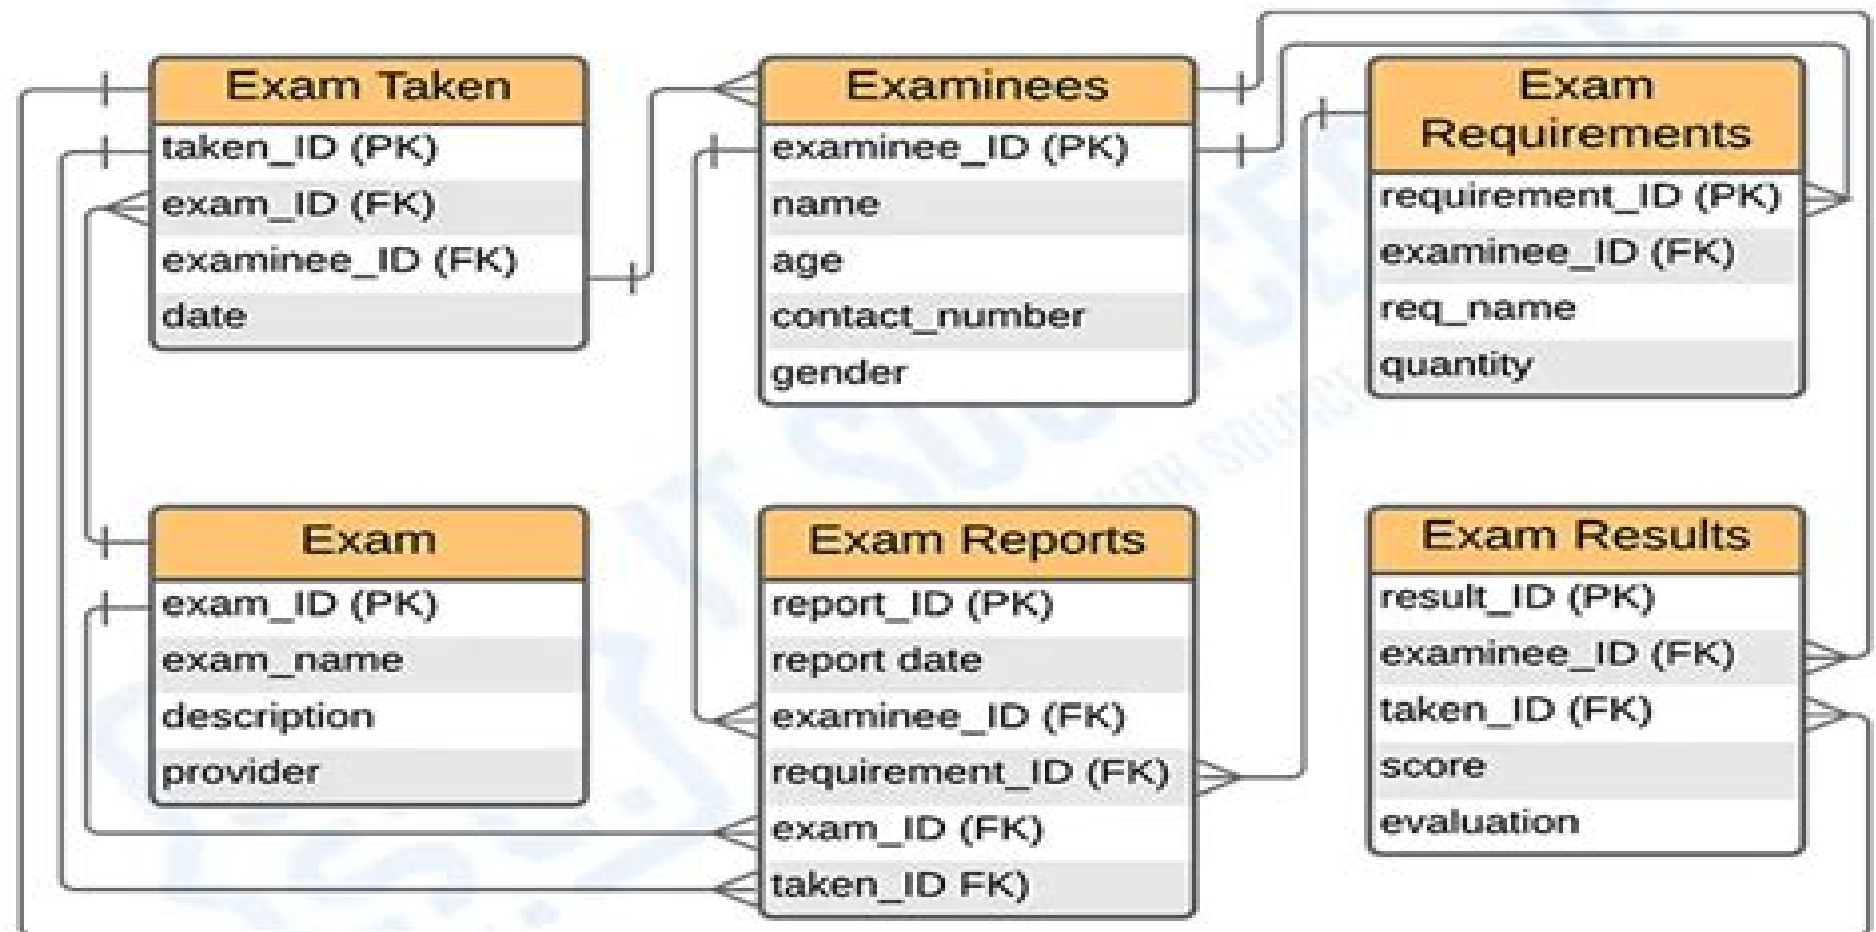 Exam Taken
taken_ID (PK)
exam_ID (FK)
examinee_ID (FK)
date
Examinees
examinee_ID (PK)
name
age
contact_number
gender
Exam
Requirements
requirement_ID (PK)
examinee_ID (FK)
req_name
quantity
Exam
exam_ID (PK)
exam_name
description
provider
Exam Reports
report_ID (PK)
report date
examinee_ID (FK)
requirement_ID (FK)
exam_ID (FK)
taken_ID FK)
Exam Results
result_ID (PK)
examinee_ID (FK)
taken_ID (FK)
score
evaluation